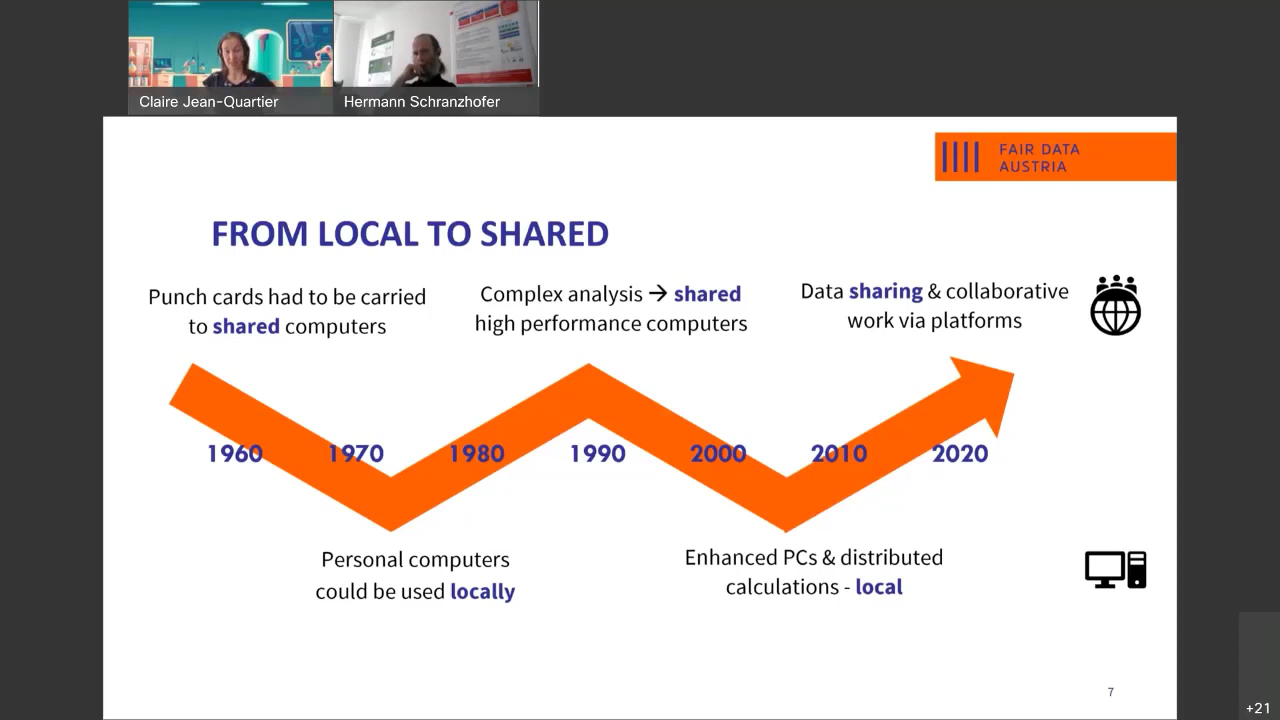 Claire Jean-Quartier
Hermann Schranzhofer
FAIR DATA
AUSTRIA
FROM LOCAL TO SHARED
Punch cards had to be carried
to shared computers
Complex analysis → shared
high performance computers
Data sharing & collaborative
work via platforms
1960
1970
1980
1990
2000
2010
2020
Personal computers
could be used locally
Enhanced PCs & distributed
calculations - local
7
+21